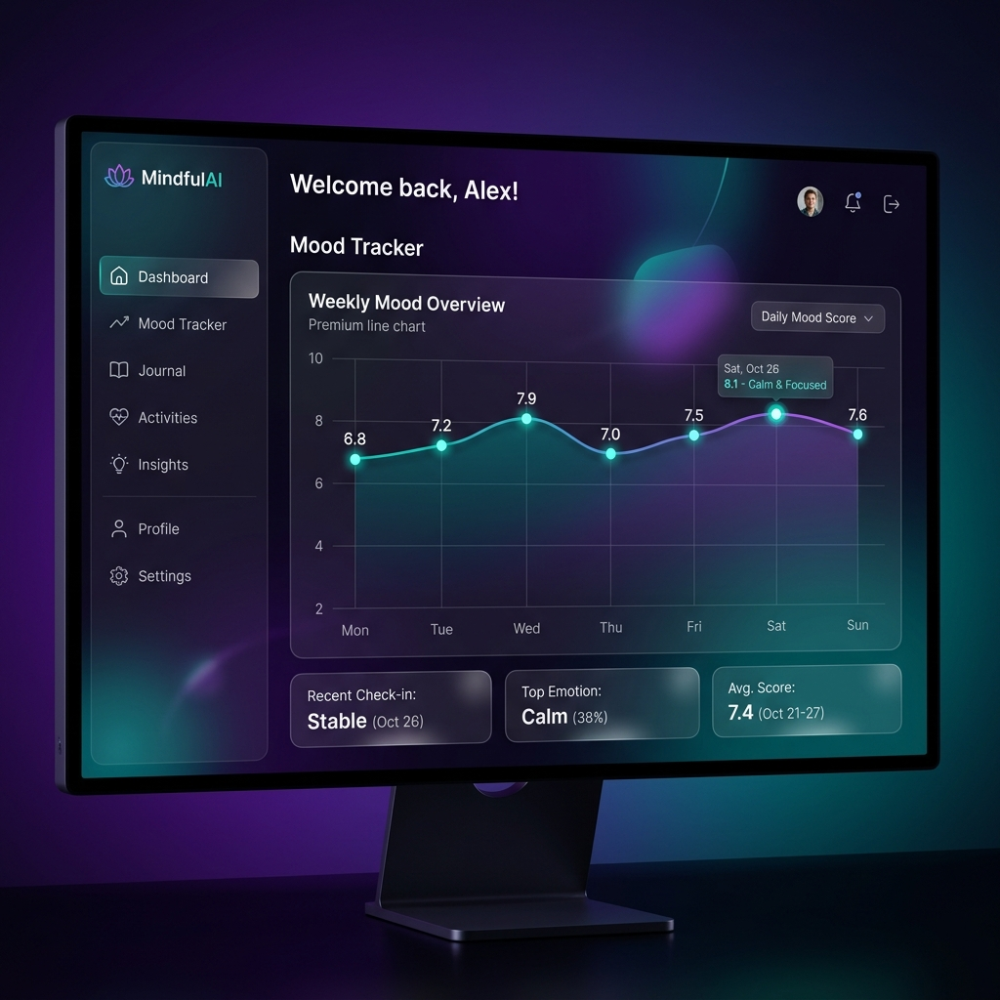 MindfulAI
Dashboard
Mood Tracker
Journal
Activities
Insights
Profile
Settings
Welcome back, Alex!
Mood Tracker
Weekly Mood Overview
Premium line chart
Daily Mood Score
Sat, Oct 26
8.1 - Calm & Focused
10
8
6
4
2
6.8
7.2
7.9
7.0
7.5
7.6
Mon
Tue
Wed
Thu
Fri
Sat
Sun
Recent Check-in:
Stable (Oct 26)
Top Emotion:
Calm (38%)
Avg. Score:
7.4 (Oct 21-27)